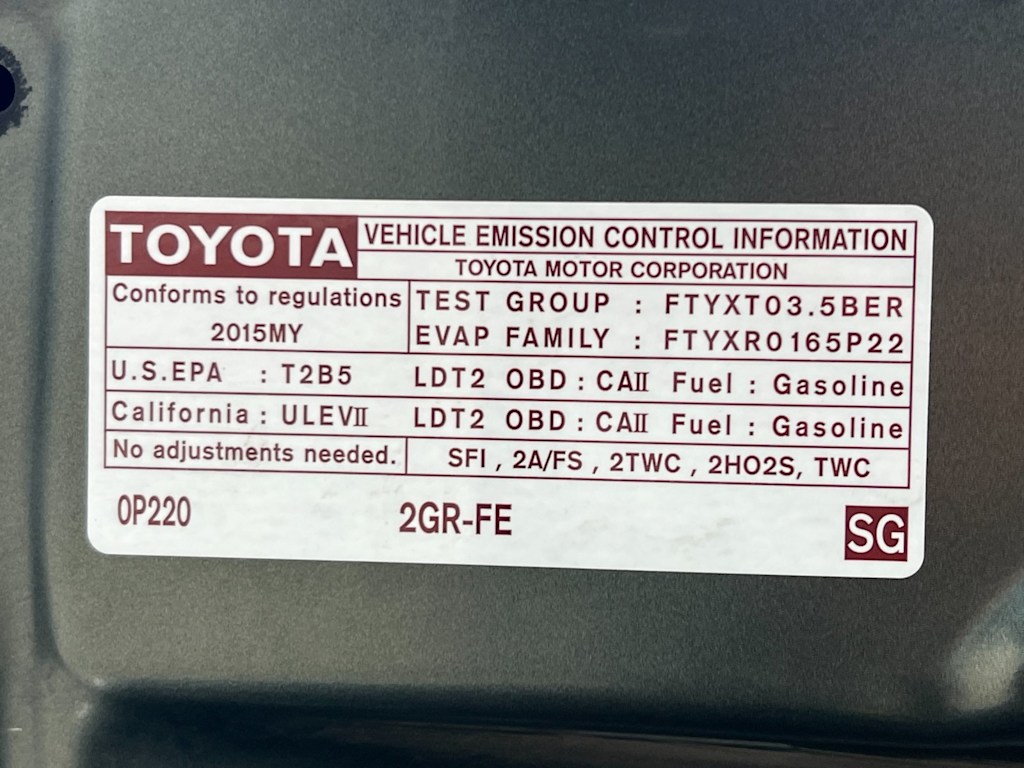 TOYOTA VEHICLE EMISSION CONTROL INFORMATION
TOYOTA MOTOR CORPORATION
Conforms to regulations
2015MY
TEST GROUP : FTYXT03.5BER
EVAP FAMILY : FTYXR0165P22
U.S.EPA : T2B5 LDT2 OBD : CAII Fuel : Gasoline
California : ULEVII LDT2 OBD : CAII Fuel : Gasoline
No adjustments needed. SFI , 2A/FS , 2TWC , 2HO2S, TWC
0P220 2GR-FE SG